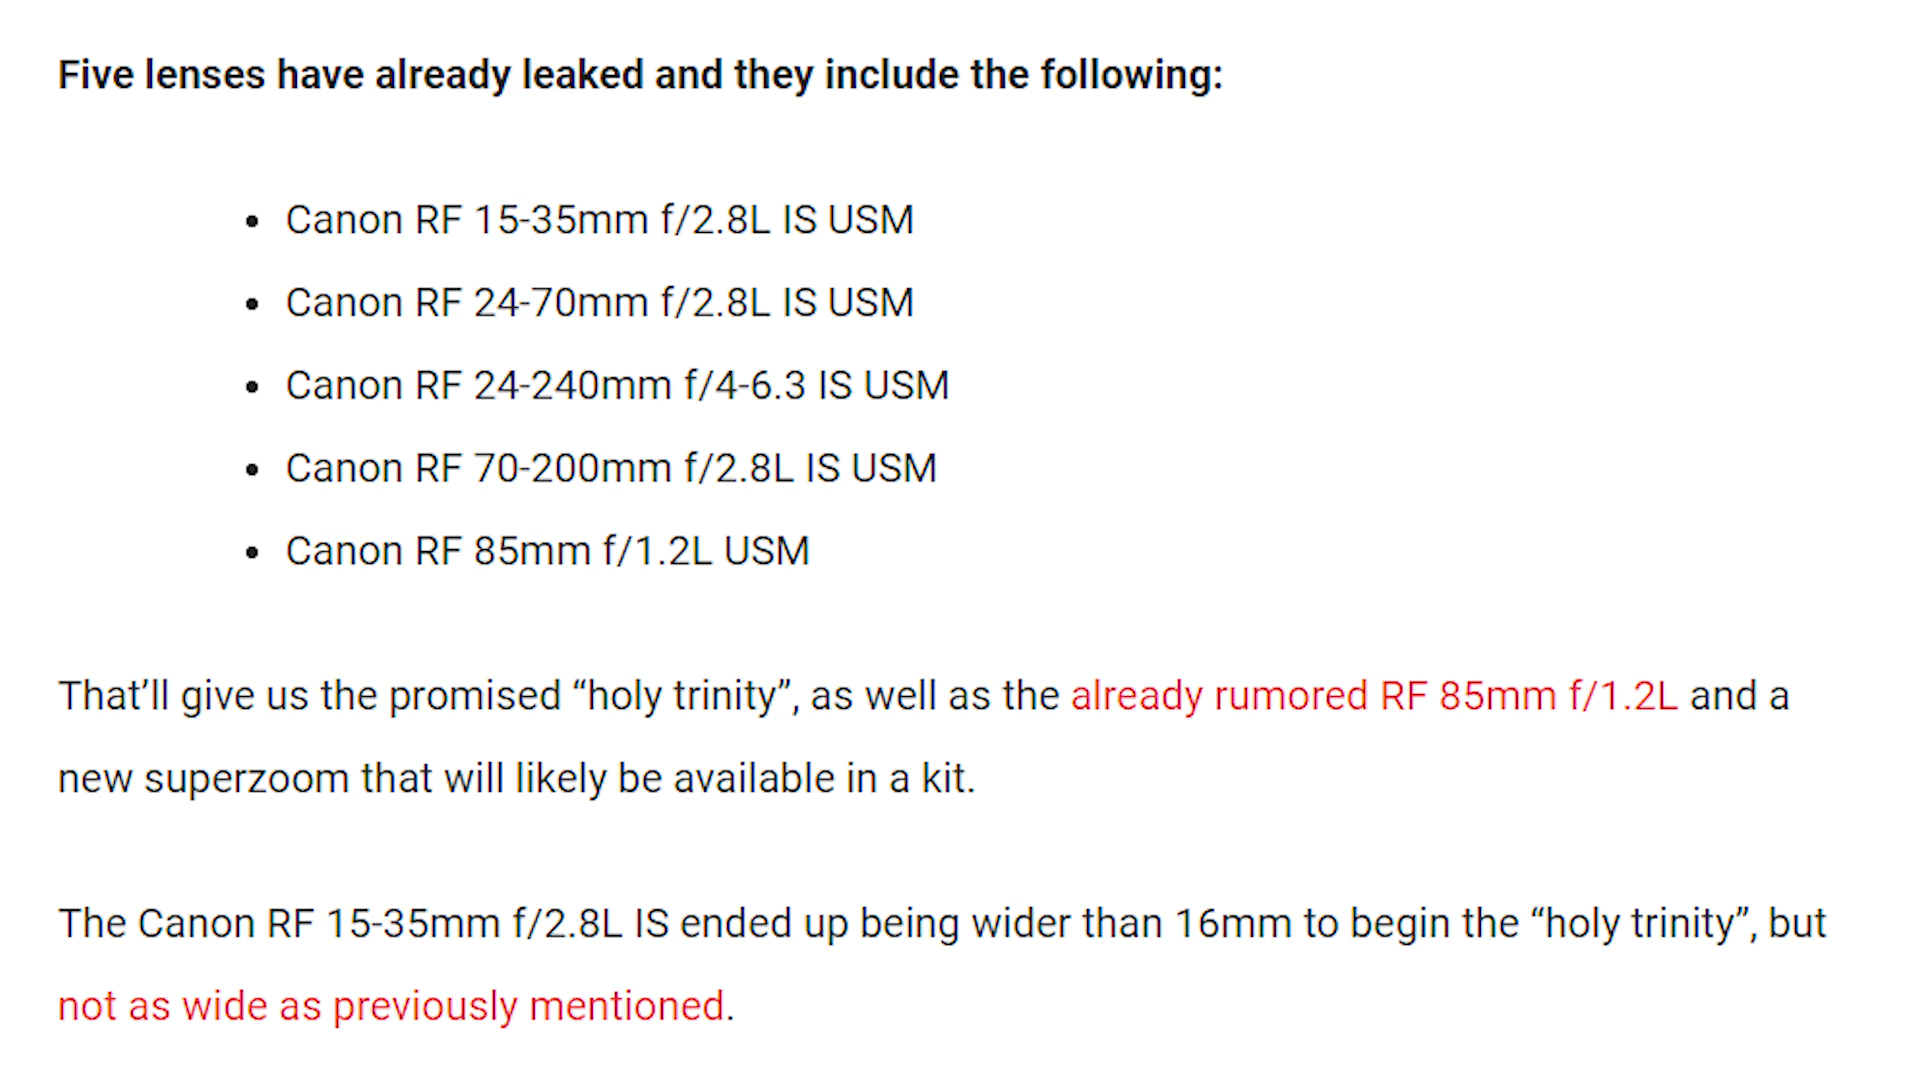 Five lenses have already leaked and they include the following:
• Canon RF 15-35mm f/2.8L IS USM
• Canon RF 24-70mm f/2.8L IS USM
• Canon RF 24-240mm f/4-6.3 IS USM
• Canon RF 70-200mm f/2.8L IS USM
• Canon RF 85mm f/1.2L USM
That’ll give us the promised “holy trinity”, as well as the already rumored RF 85mm f/1.2L and a
new superzoom that will likely be available in a kit.
The Canon RF 15-35mm f/2.8L IS ended up being wider than 16mm to begin the “holy trinity”, but
not as wide as previously mentioned.